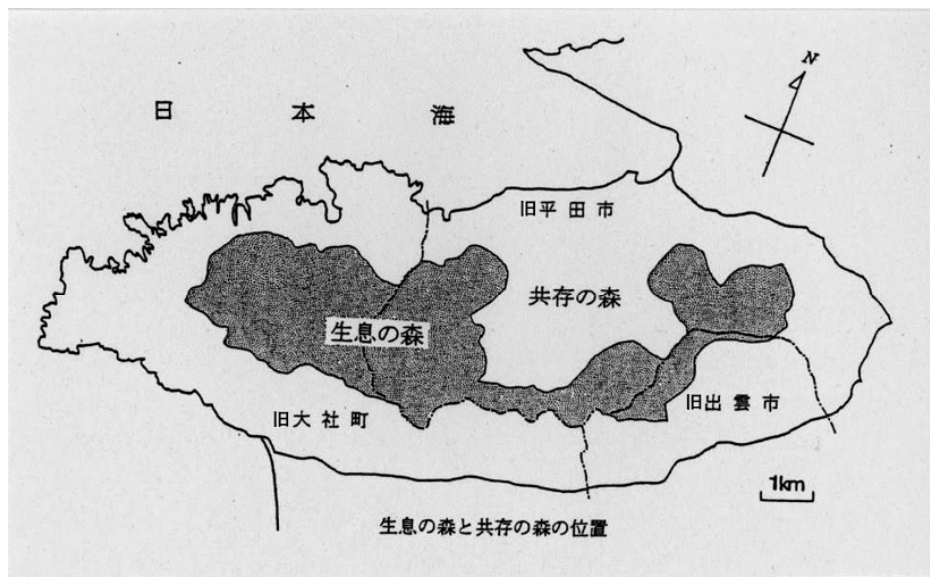 日本海
N
旧平田市
共存の森
生息の森
旧大社町
旧出雲市
1km
生息の森と共存の森の位置